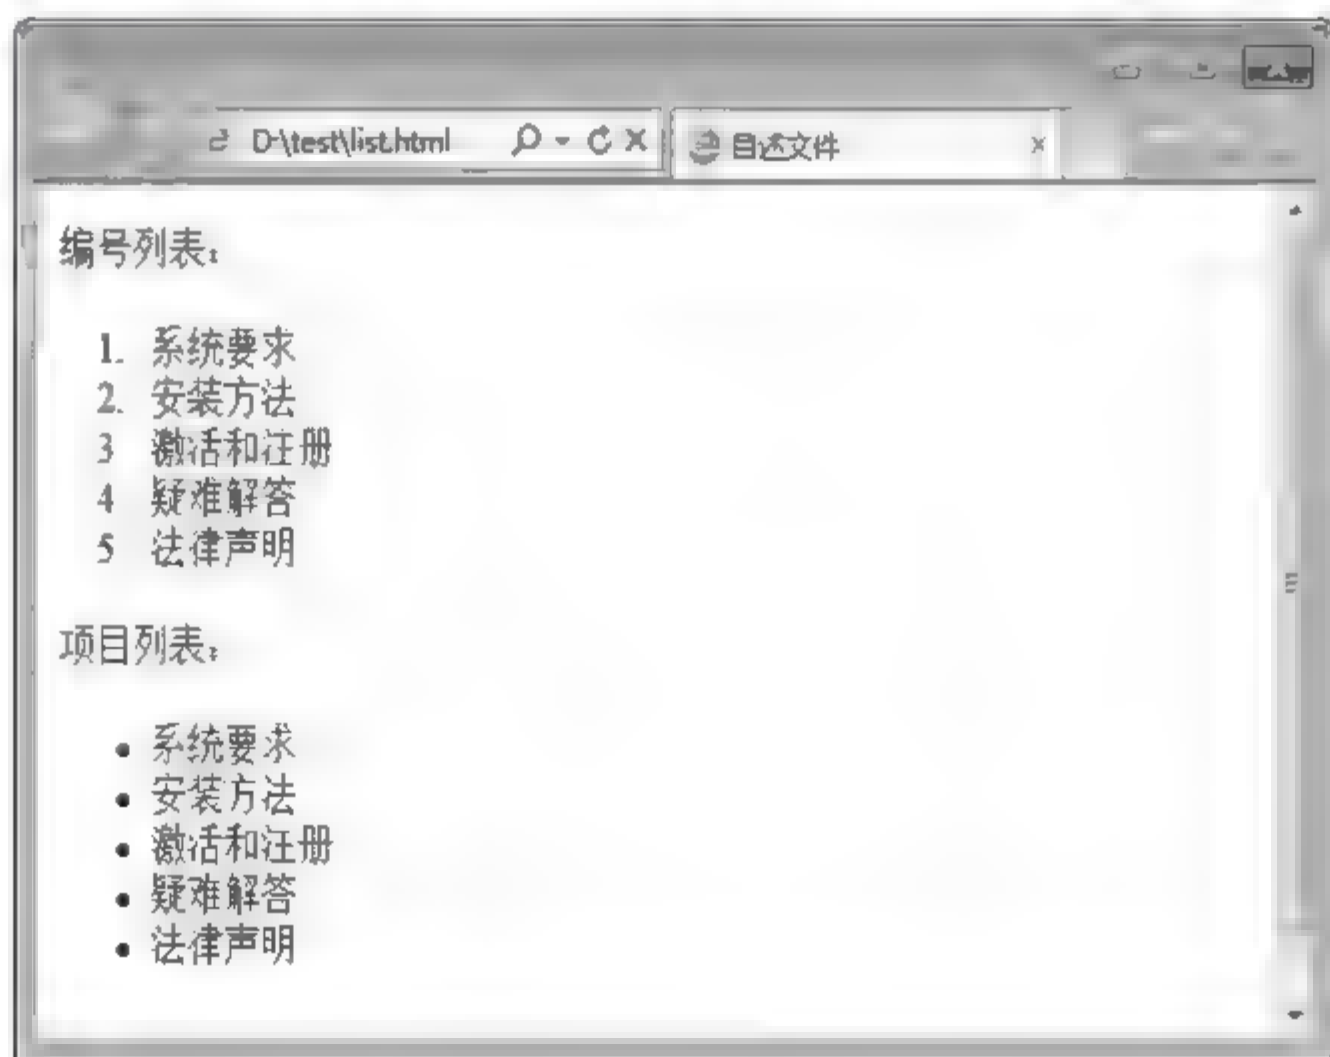 D:\test\list.html
自述文件
编号列表：
1. 系统要求
2. 安装方法
3 激活和注册
4 疑难解答
5 法律声明
项目列表：
• 系统要求
• 安装方法
• 激活和注册
• 疑难解答
• 法律声明